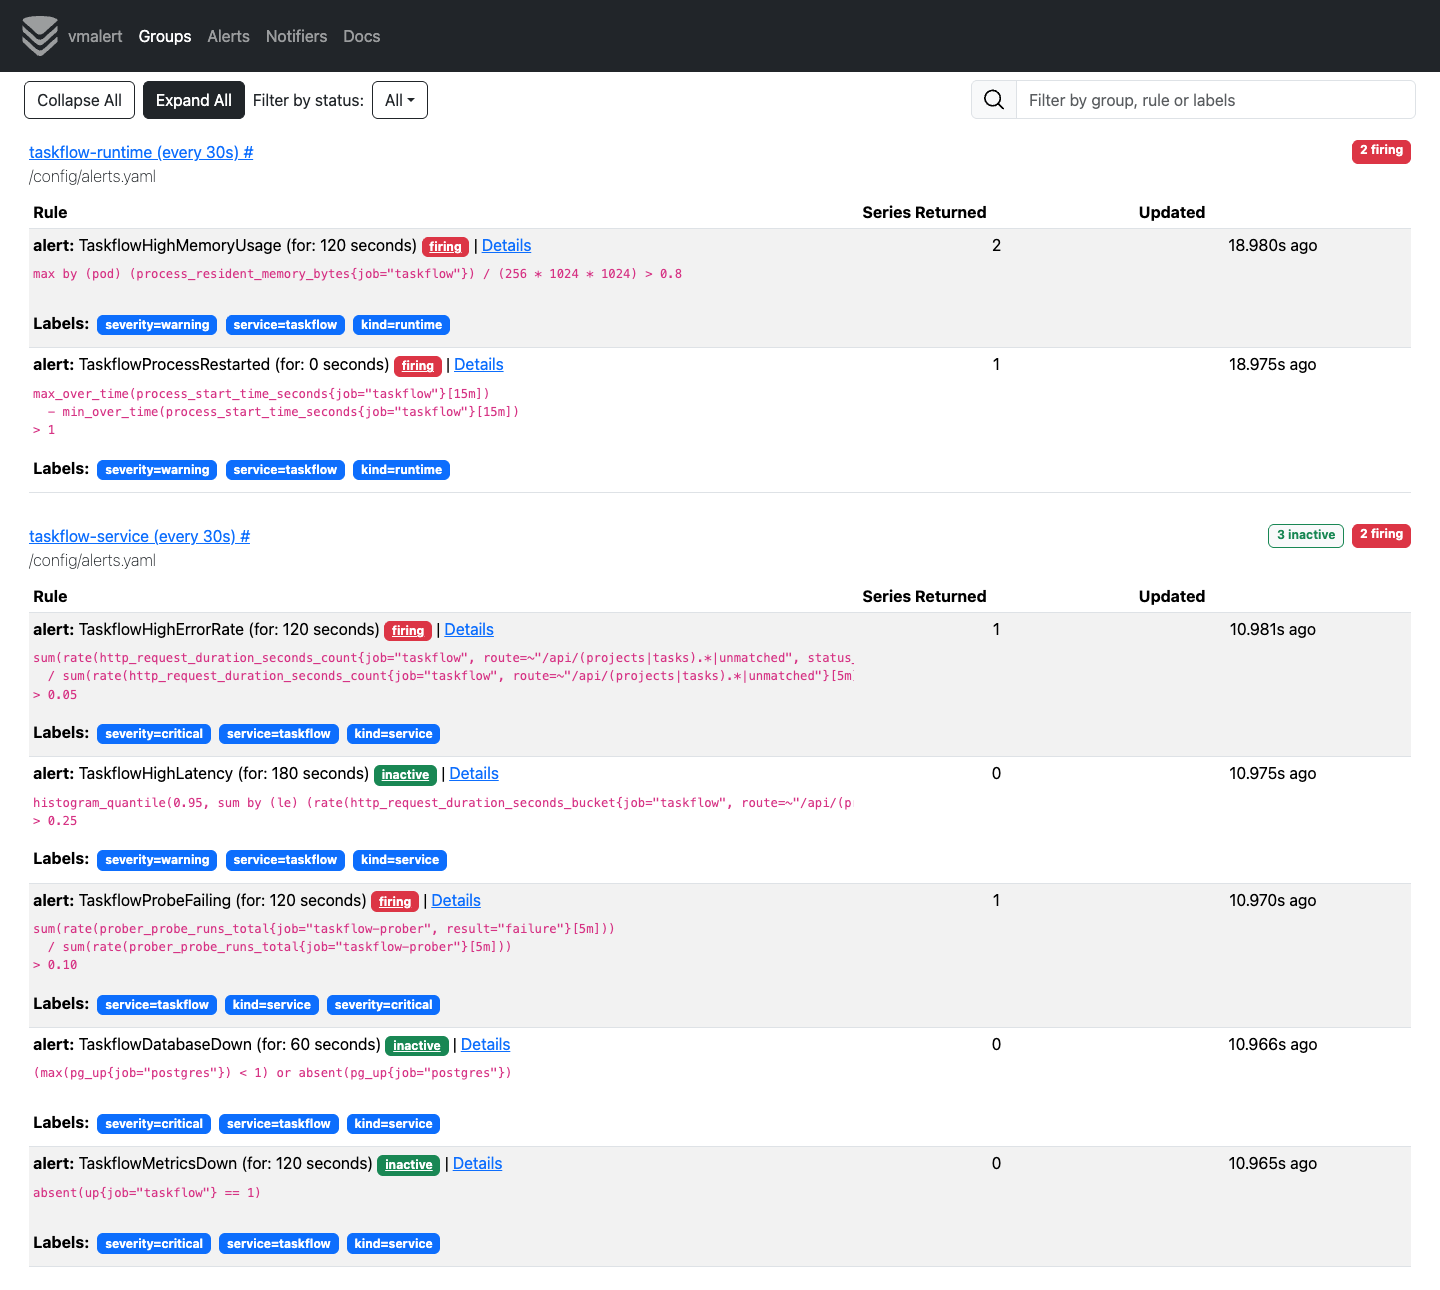 vmalert Groups Alerts Notifiers Docs
Collapse All Expand All Filter by status: All Filter by group, rule or labels
taskflow-runtime (every 30s) # 2 firing
/config/alerts.yaml
Rule Series Returned Updated
alert: TaskflowHighMemoryUsage (for: 120 seconds) firing | Details 2 18.980s ago
max by (pod) (process_resident_memory_bytes{job="taskflow"}) / (256 * 1024 * 1024) > 0.8
Labels: severity=warning service=taskflow kind=runtime
alert: TaskflowProcessRestarted (for: 0 seconds) firing | Details 1 18.975s ago
max_over_time(process_start_time_seconds{job="taskflow"}[15m])
- min_over_time(process_start_time_seconds{job="taskflow"}[15m])
> 1
Labels: severity=warning service=taskflow kind=runtime
taskflow-service (every 30s) # 3 inactive 2 firing
/config/alerts.yaml
Rule Series Returned Updated
alert: TaskflowHighErrorRate (for: 120 seconds) firing | Details 1 10.981s ago
sum(rate(http_request_duration_seconds_count{job="taskflow", route=~"/api/(projects|tasks).*|unmatched", status_
/ sum(rate(http_request_duration_seconds_count{job="taskflow", route=~"/api/(projects|tasks).*|unmatched"}[5m]
> 0.05
Labels: severity=critical service=taskflow kind=service
alert: TaskflowHighLatency (for: 180 seconds) inactive | Details 0 10.975s ago
histogram_quantile(0.95, sum by (le) (rate(http_request_duration_seconds_bucket{job="taskflow", route=~"/api/(p
> 0.25
Labels: severity=warning service=taskflow kind=service
alert: TaskflowProbeFailing (for: 120 seconds) firing | Details 1 10.970s ago
sum(rate(prober_probe_runs_total{job="taskflow-prober", result="failure"}[5m]))
/ sum(rate(prober_probe_runs_total{job="taskflow-prober"}[5m]))
> 0.10
Labels: service=taskflow kind=service severity=critical
alert: TaskflowDatabaseDown (for: 60 seconds) inactive | Details 0 10.966s ago
(max(pg_up{job="postgres"}) < 1) or absent(pg_up{job="postgres"})
Labels: severity=critical service=taskflow kind=service
alert: TaskflowMetricsDown (for: 120 seconds) inactive | Details 0 10.965s ago
absent(up{job="taskflow"} == 1)
Labels: severity=critical service=taskflow kind=service